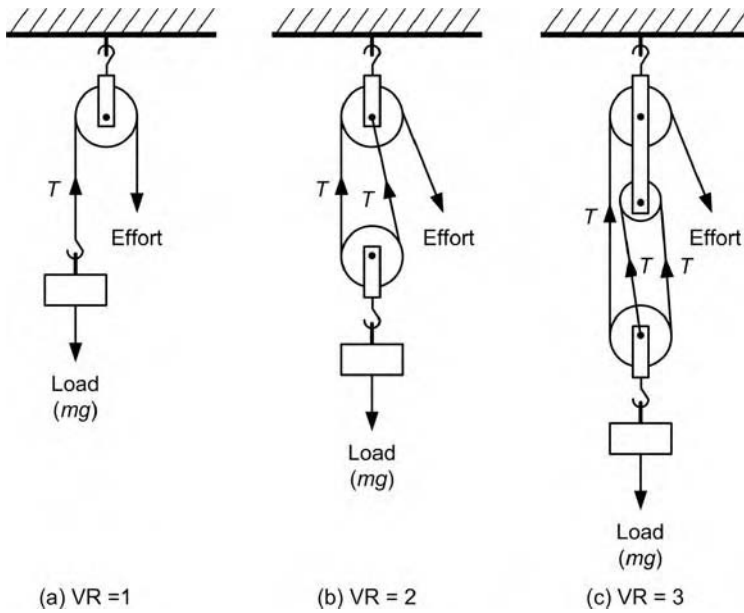 T
Effort
Load
(mg)
(a) VR =1
T
T
Effort
Load
(mg)
(b) VR = 2
T
T
T
Effort
Load
(mg)
(c) VR = 3